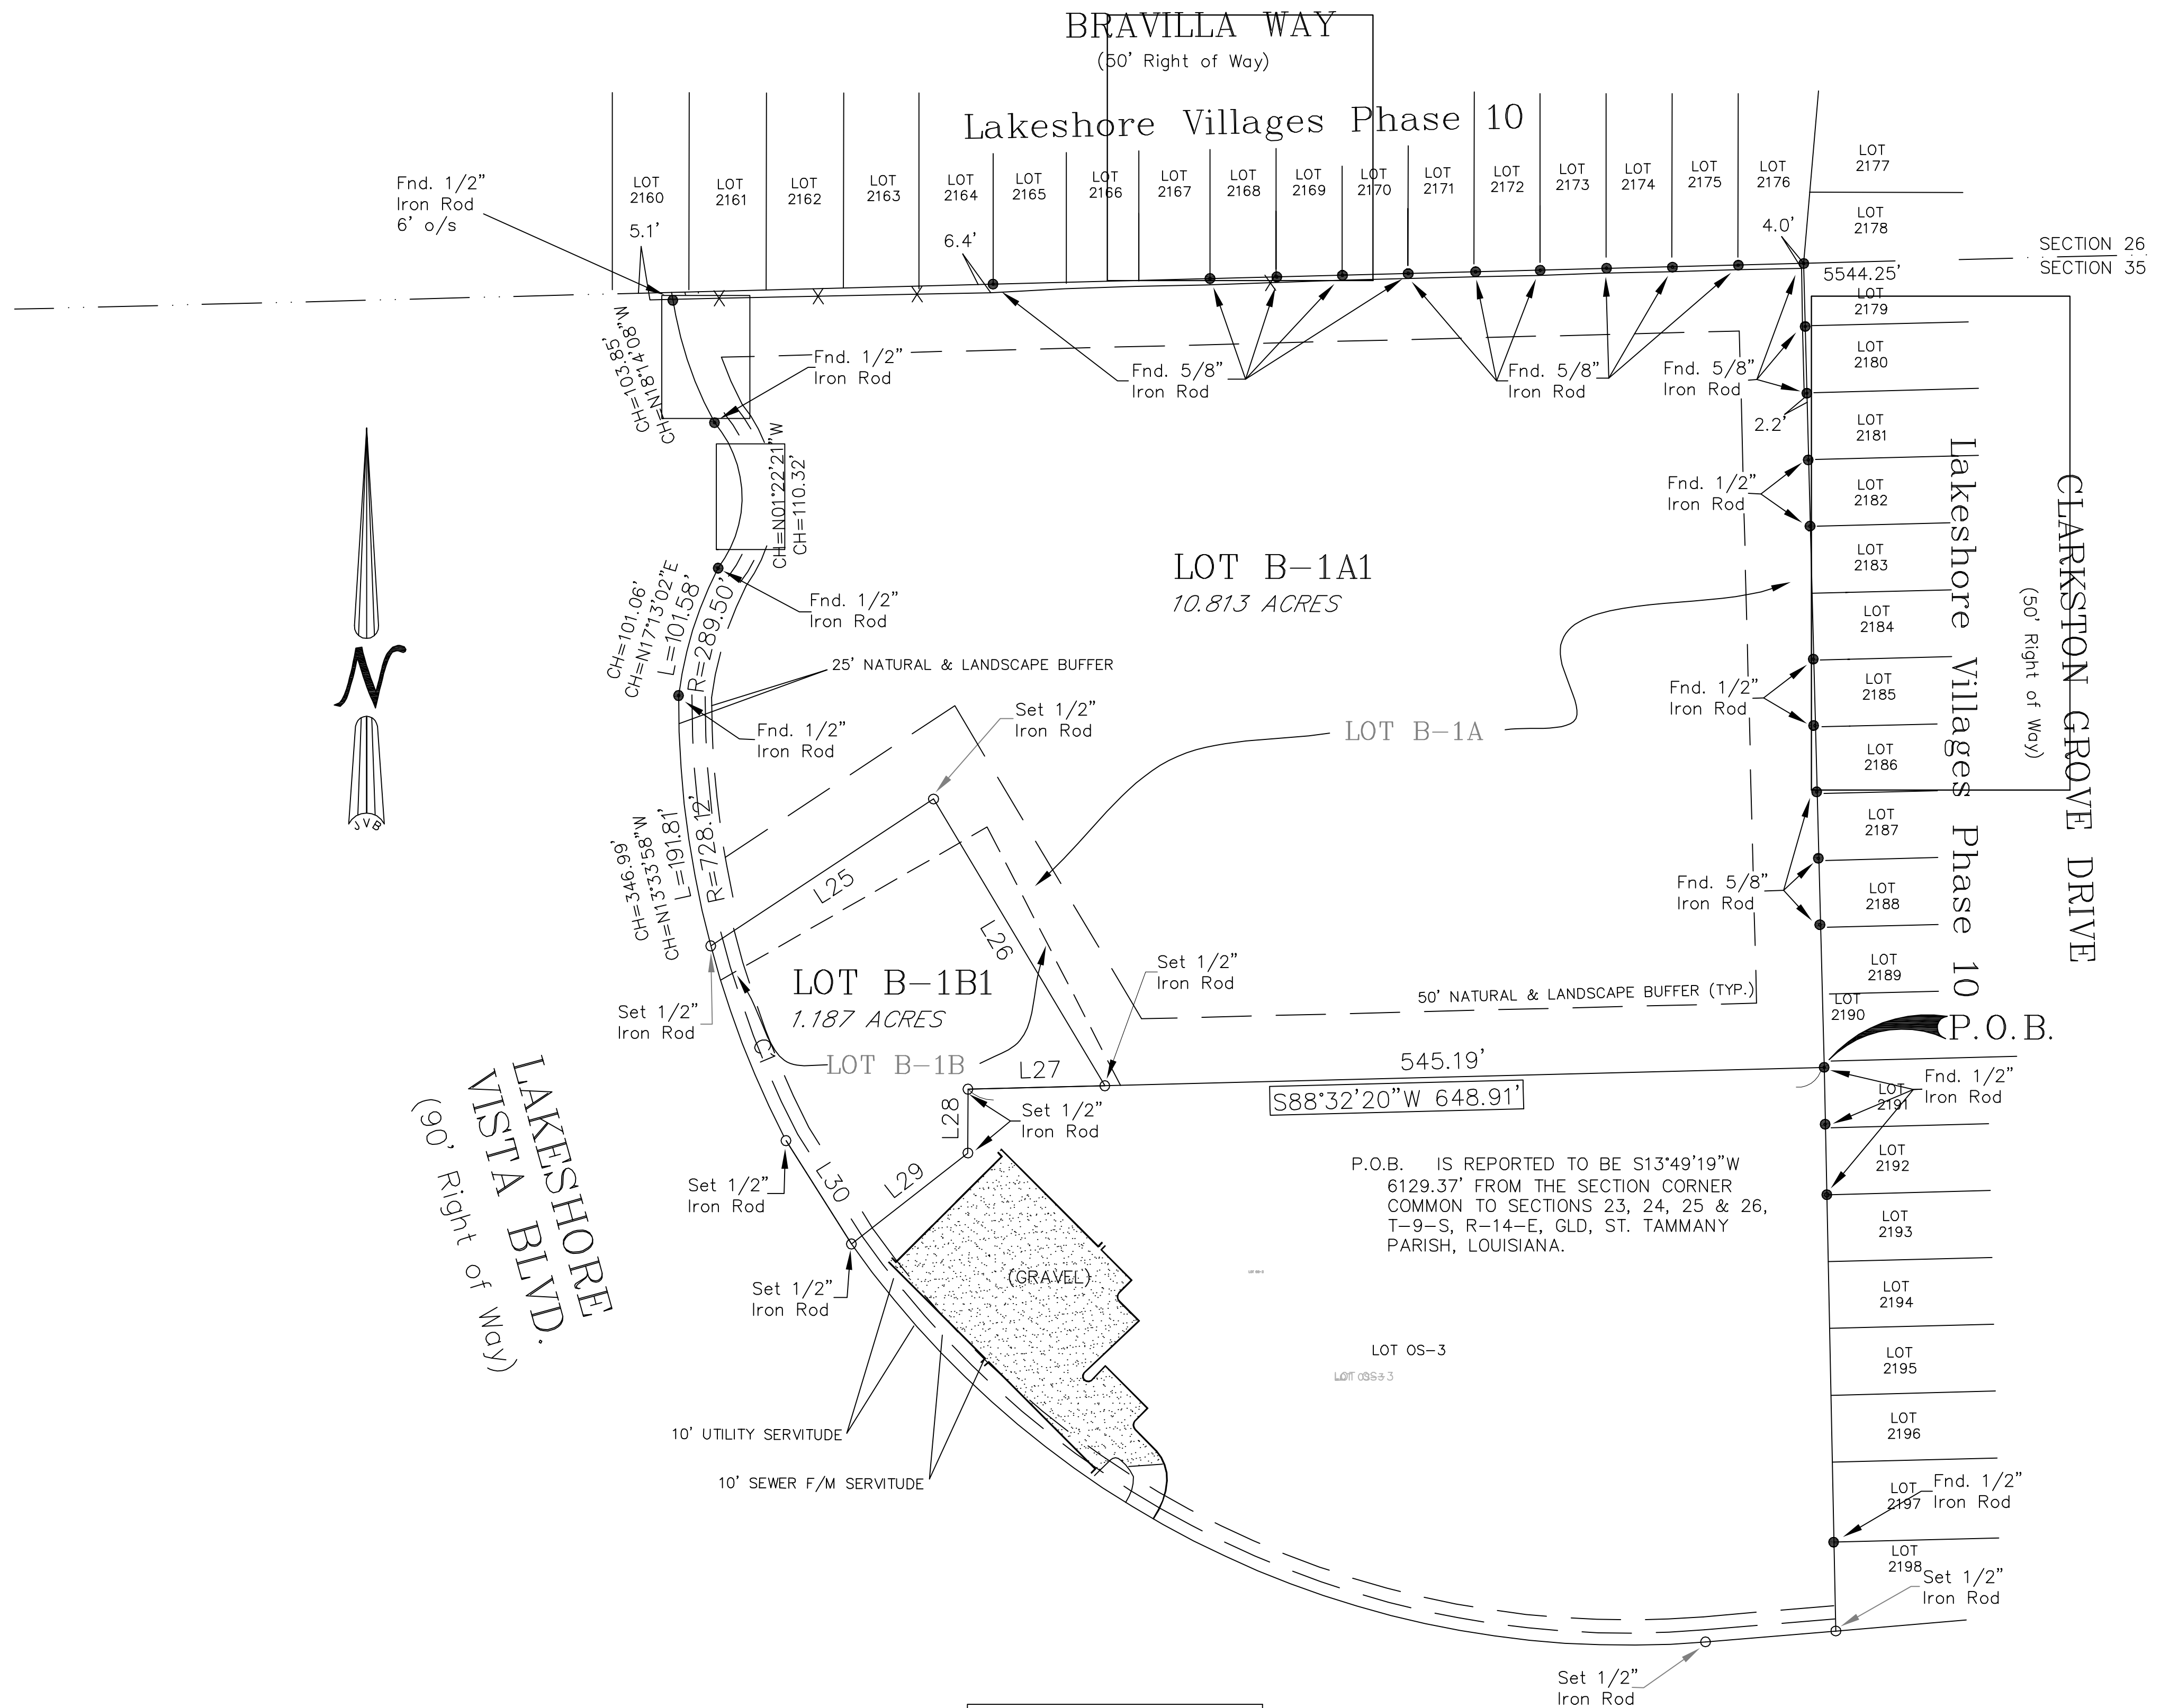 BRAVILLA WAY
(50' Right of Way)
Lakeshore Villages Phase 10
Fnd. 1/2"
Iron Rod
6' o/s
LOT
2160
LOT
2161
LOT
2162
LOT
2163
LOT
2164
LOT
2165
LOT
2166
LOT
2167
LOT
2168
LOT
2169
LOT
2170
LOT
2171
LOT
2172
LOT
2173
LOT
2174
LOT
2175
LOT
2176
LOT
2177
LOT
2178
5.1'
6.4'
4.0'
SECTION 26
SECTION 35
5544.25'
LOT
2179
LOT
2180
LOT
2181
LOT
2182
LOT
2183
LOT
2184
LOT
2185
LOT
2186
LOT
2187
LOT
2188
LOT
2189
LOT
2190
CH=103.85'
CH=N18°14'08"W
Fnd. 1/2"
Iron Rod
Fnd. 5/8"
Iron Rod
Fnd. 5/8"
Iron Rod
Fnd. 5/8"
Iron Rod
2.2'
CH=N01°22'21"W
CH=110.32'
Fnd. 1/2"
Iron Rod
Lakeshore Villages Phase 10
CLARKSTON GROVE DRIVE
(50' Right of Way)
LOT B-1A1
10.813 ACRES
CH=101.06'
CH=N17°13'02"E
L=101.58'
R=289.50'
Fnd. 1/2"
Iron Rod
25' NATURAL & LANDSCAPE BUFFER
Fnd. 1/2"
Iron Rod
Set 1/2"
Iron Rod
LOT B-1A
Fnd. 1/2"
Iron Rod
JVB
N
CH=346.99'
CH=N13°33'58"W
L=191.81'
R=728.12'
L25
L26
Fnd. 5/8"
Iron Rod
LOT B-1B1
1.187 ACRES
Set 1/2"
Iron Rod
Set 1/2"
Iron Rod
50' NATURAL & LANDSCAPE BUFFER (TYP.)
P.O.B.
C1
LOT B-1B
L27
545.19'
S88°32'20"W 648.91'
L28
Set 1/2"
Iron Rod
Fnd. 1/2"
Iron Rod
LOT
2191
LOT
2192
LOT
2193
LOT
2194
LOT
2195
LOT
2196
LOT
2197
LOT
2198
LAKESHORE
VISTA BLVD.
(90' Right of Way)
Set 1/2"
Iron Rod
L30
L29
P.O.B. IS REPORTED TO BE S13°49'19"W
6129.37' FROM THE SECTION CORNER
COMMON TO SECTIONS 23, 24, 25 & 26,
T-9-S, R-14-E, GLD, ST. TAMMANY
PARISH, LOUISIANA.
Set 1/2"
Iron Rod
(GRAVEL)
LOT OS-3
10' UTILITY SERVITUDE
10' SEWER F/M SERVITUDE
Fnd. 1/2"
Iron Rod
Set 1/2"
Iron Rod
Set 1/2"
Iron Rod